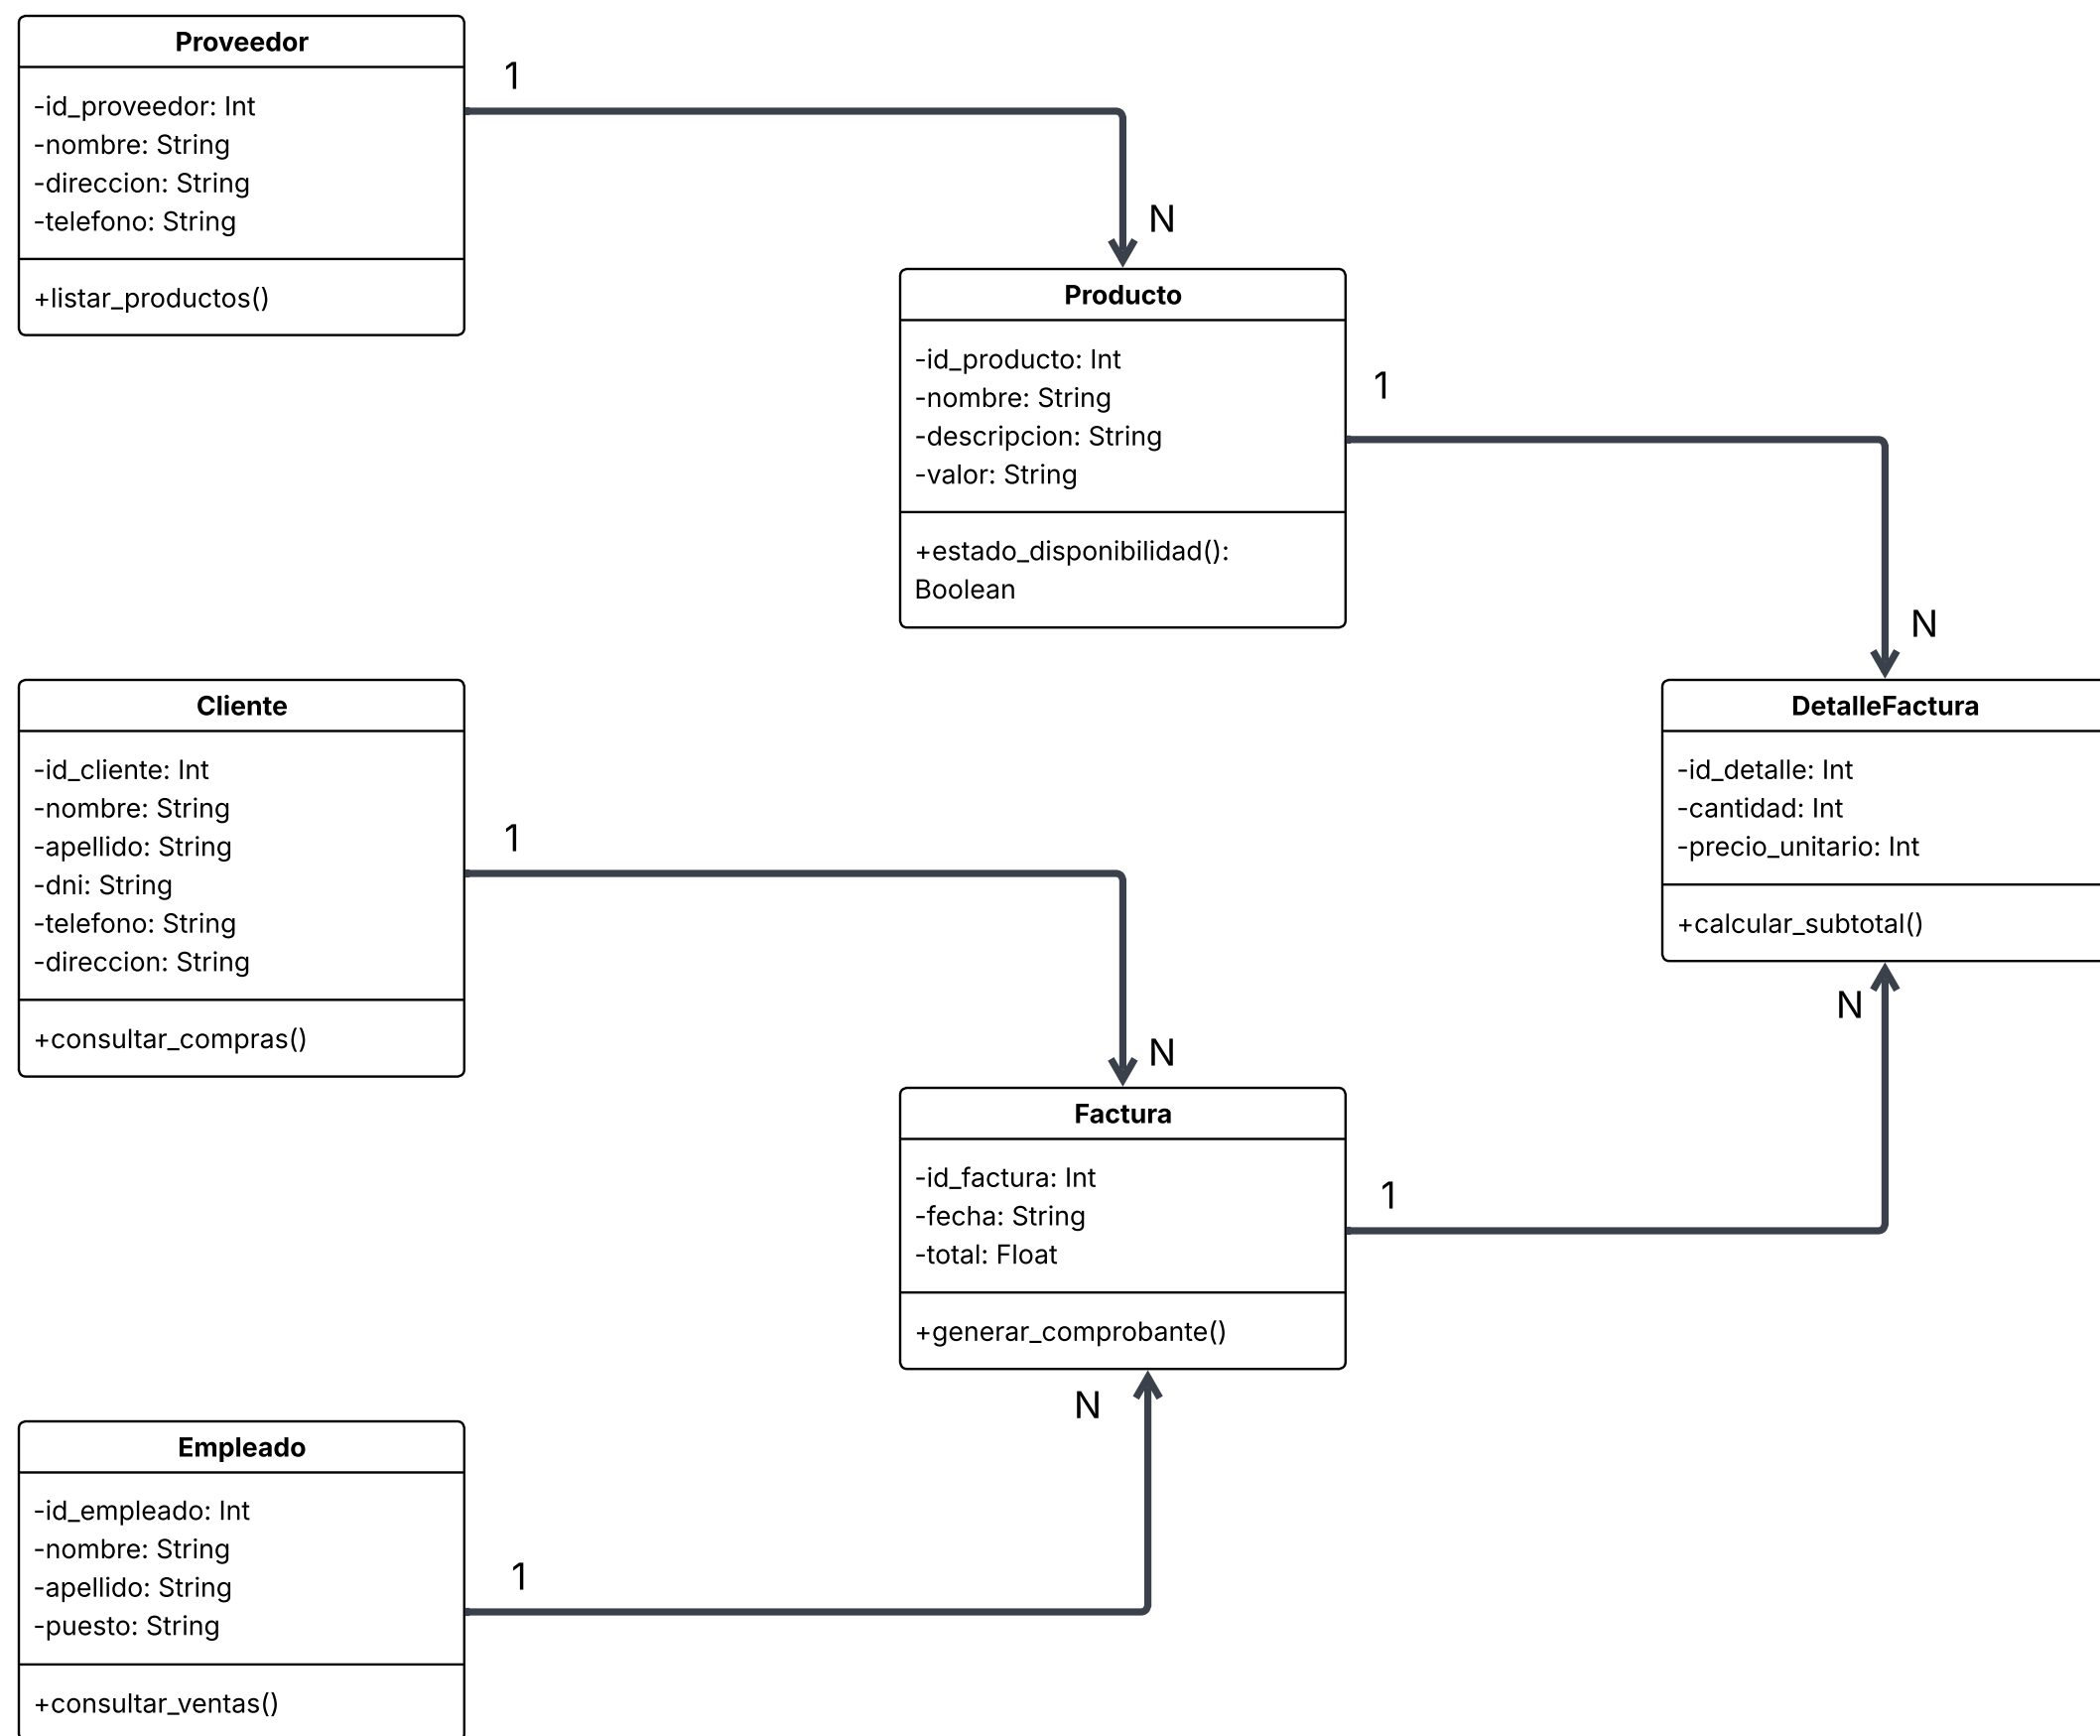 Proveedor
-id_proveedor: Int
-nombre: String
-direccion: String
-telefono: String
+listar_productos()
1
N
Producto
-id_producto: Int
-nombre: String
-descripcion: String
-valor: String
+estado_disponibilidad():
Boolean
1
N
Cliente
-id_cliente: Int
-nombre: String
-apellido: String
-dni: String
-telefono: String
-direccion: String
+consultar_compras()
1
N
DetalleFactura
-id_detalle: Int
-cantidad: Int
-precio_unitario: Int
+calcular_subtotal()
N
Factura
-id_factura: Int
-fecha: String
-total: Float
+generar_comprobante()
1
N
Empleado
-id_empleado: Int
-nombre: String
-apellido: String
-puesto: String
+consultar_ventas()
1